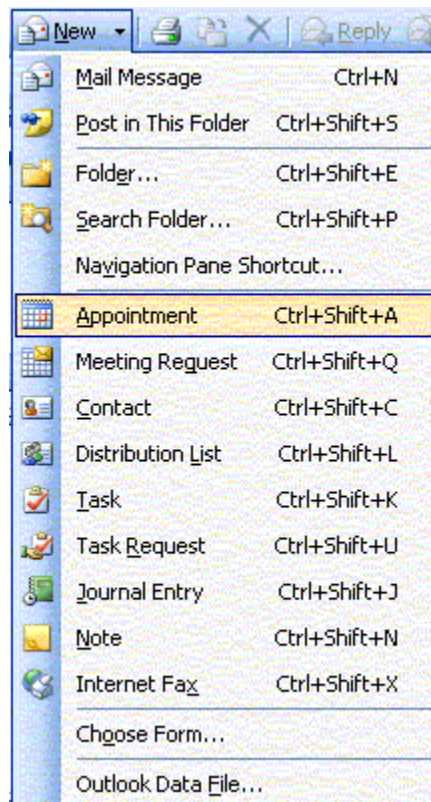 New Reply
Mail Message Ctrl+N
Post in This Folder Ctrl+Shift+S
Folder... Ctrl+Shift+E
Search Folder... Ctrl+Shift+P
Navigation Pane Shortcut...
Appointment Ctrl+Shift+A
Meeting Request Ctrl+Shift+Q
Contact Ctrl+Shift+C
Distribution List Ctrl+Shift+L
Task Ctrl+Shift+K
Task Request Ctrl+Shift+U
Journal Entry Ctrl+Shift+J
Note Ctrl+Shift+N
Internet Fax Ctrl+Shift+X
Choose Form...
Outlook Data File...